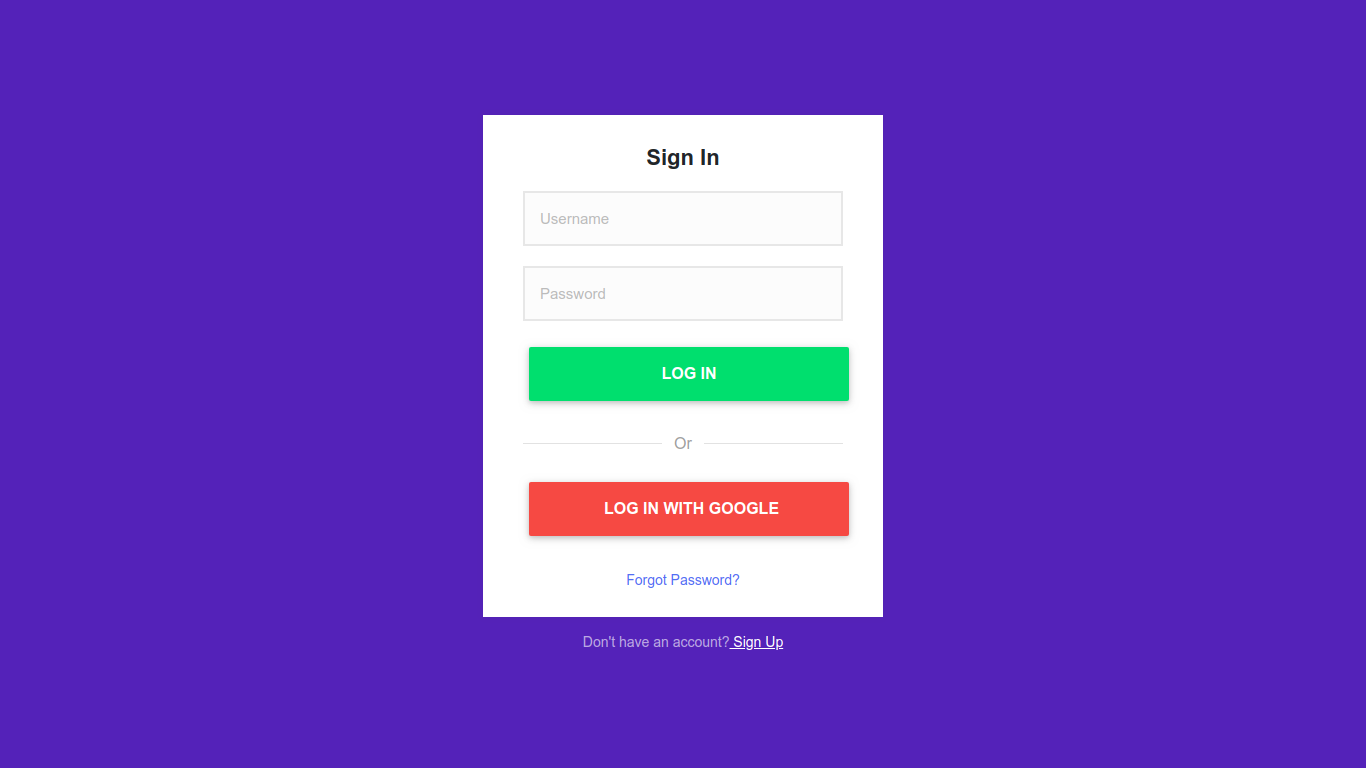 Sign In
Username
Password
LOG IN
Or
LOG IN WITH GOOGLE
Forgot Password?
Don't have an account? Sign Up